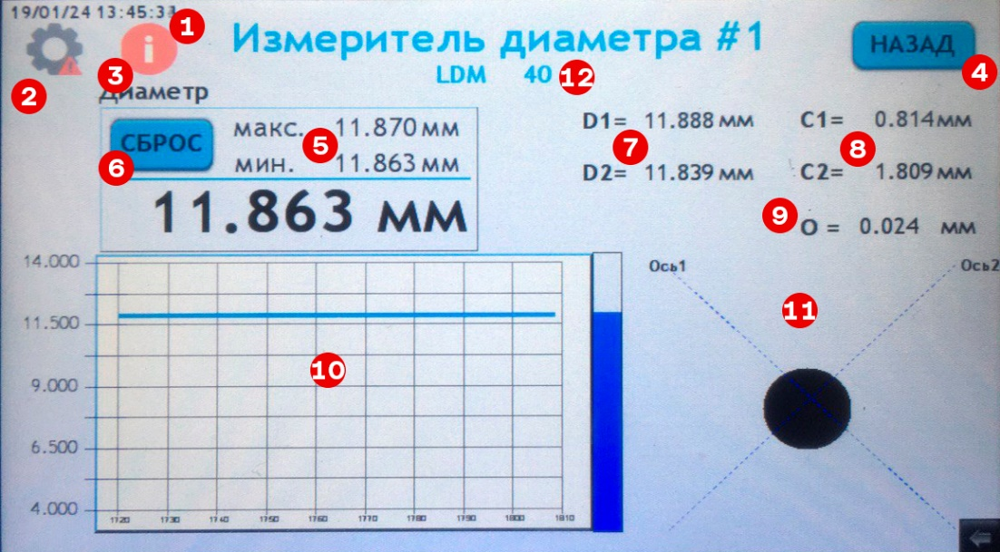 19/01/24 13:45:33
1
i
Измеритель диаметра #1
НАЗАД
2
3
LDM 40
12
4
Диаметр
СБРОС
макс. 11.870 мм
5
мин. 11.863 мм
6
11.863 мм
D1= 11.888 мм
7
D2= 11.839 мм
C1= 0.814 мм
8
C2= 1.809 мм
9
O = 0.024 мм
14.000
11.500
9.000
6.500
4.000
10
1720 1730 1740 1750 1760 1770 1780 1790 1800 1810
Ось1
Ось2
11